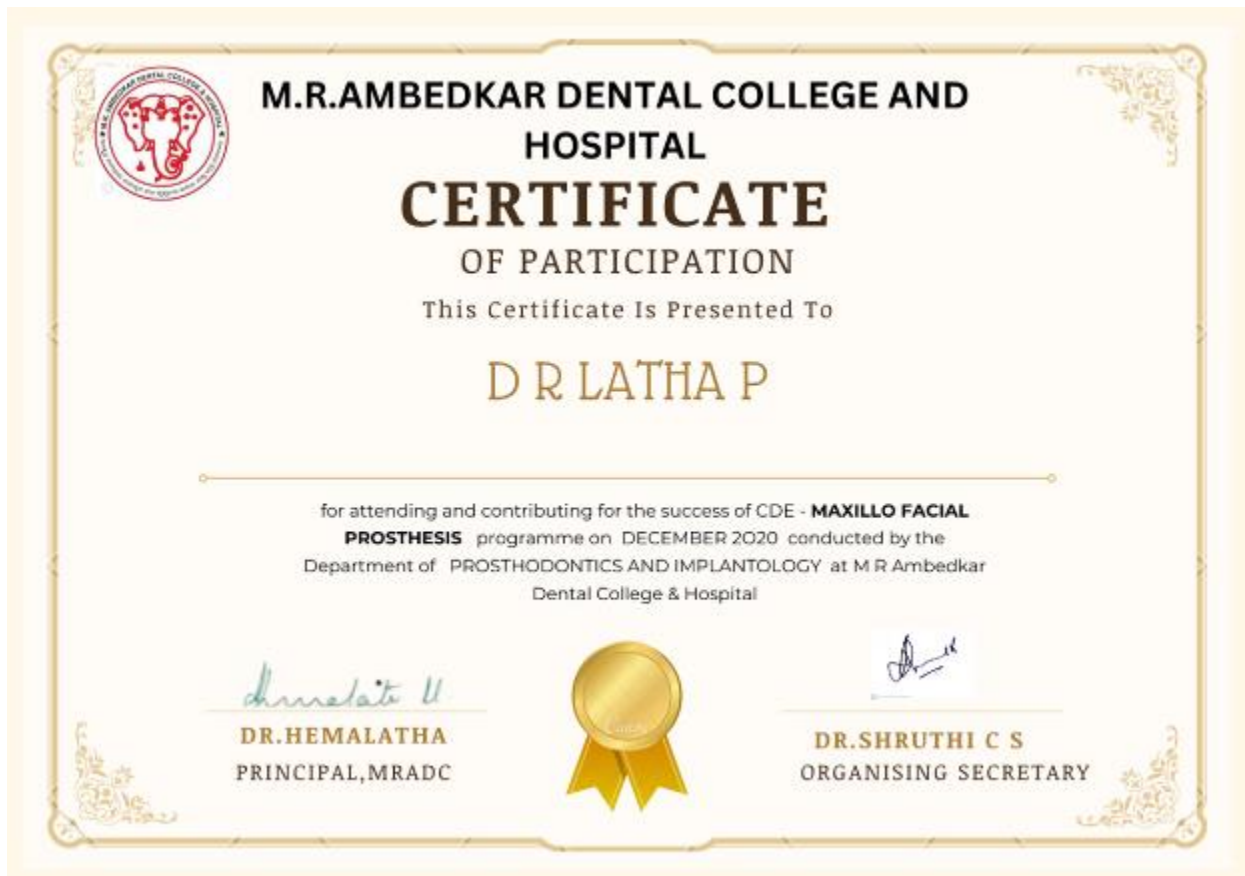 M.R.AMBEDKAR DENTAL COLLEGE AND
HOSPITAL
CERTIFICATE
OF PARTICIPATION
This Certificate Is Presented To
D R LATHA P
for attending and contributing for the success of CDE - MAXILLO FACIAL
PROSTHESIS programme on DECEMBER 2020 conducted by the
Department of PROSTHODONTICS AND IMPLANTOLOGY at M R Ambedkar
Dental College & Hospital
DR.HEMALATHA
PRINCIPAL,MRADC
DR.SHRUTHI C S
ORGANISING SECRETARY